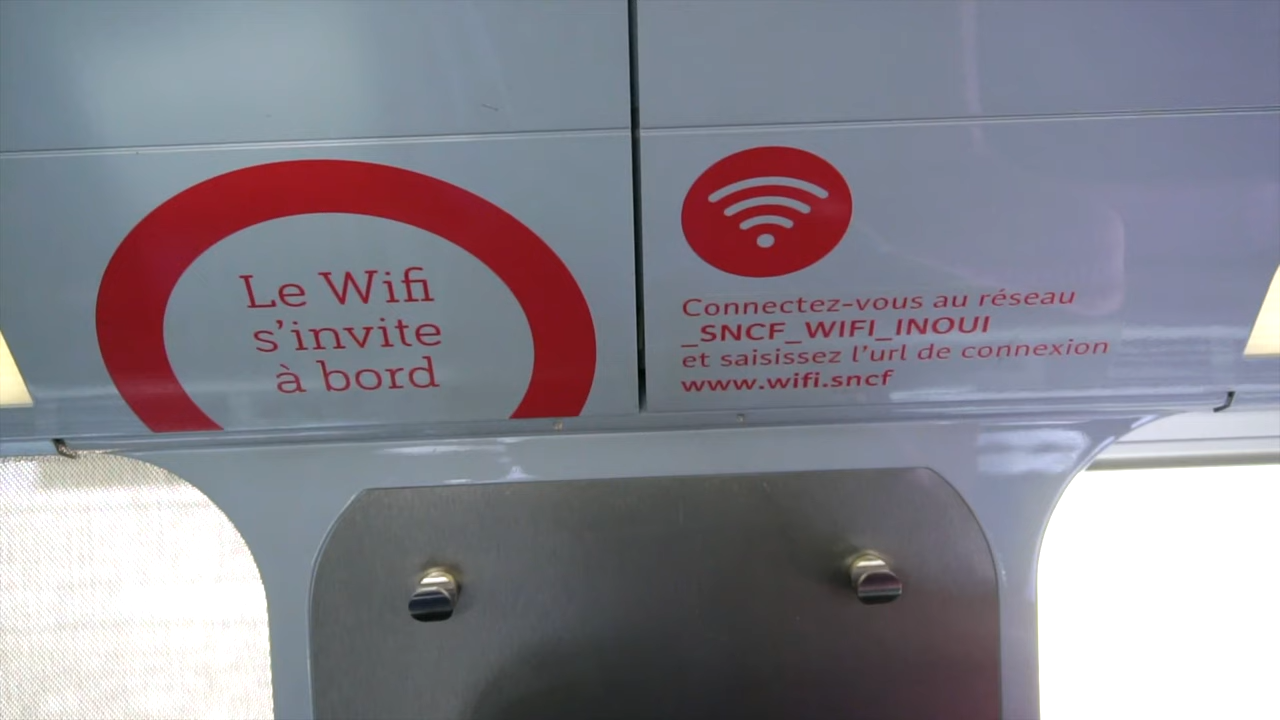 Le Wifi
s'invite
à bord
Connectez-vous au réseau
_SNCF_WIFI_INOUI
et saisissez l'url de connexion
www.wifi.sncf